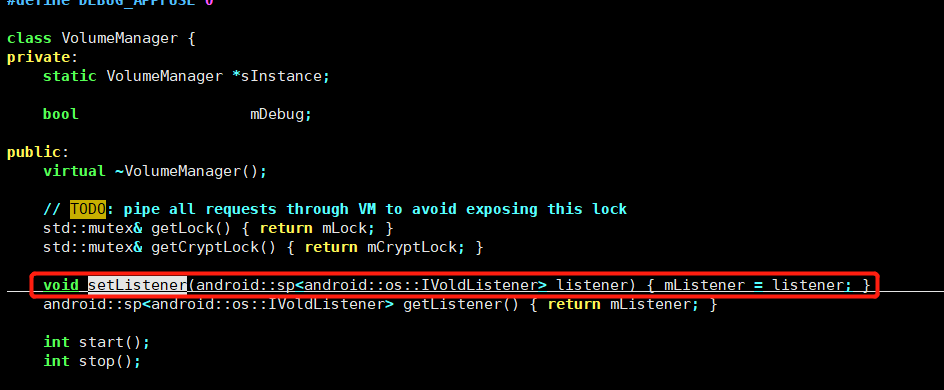 #define DEBUG_APPFUSE 0
class VolumeManager {
private:
static VolumeManager *sInstance;
bool mDebug;
public:
virtual ~VolumeManager();
// TODO: pipe all requests through VM to avoid exposing this lock
std::mutex& getLock() { return mLock; }
std::mutex& getCryptLock() { return mCryptLock; }
void setListener(android::sp<android::os::IVoldListener> listener) { mListener = listener; }
android::sp<android::os::IVoldListener> getListener() { return mListener; }
int start();
int stop();